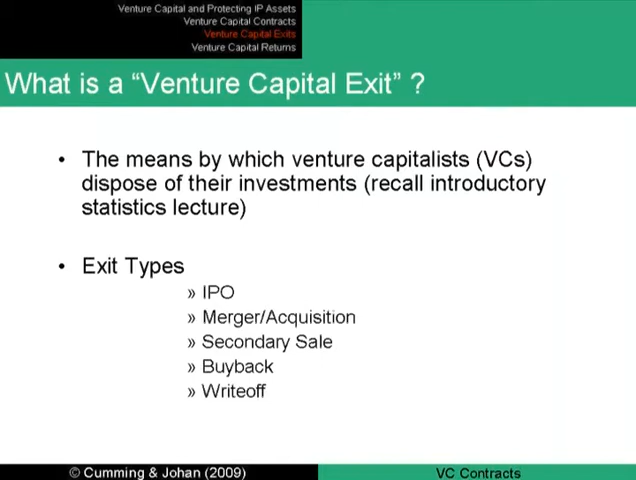 Venture Capital and Protecting IP Assets
Venture Capital Contracts
Venture Capital Exits
Venture Capital Returns
What is a “Venture Capital Exit” ?
• The means by which venture capitalists (VCs)
dispose of their investments (recall introductory
statistics lecture)
• Exit Types
» IPO
» Merger/Acquisition
» Secondary Sale
» Buyback
» Writeoff
© Cumming & Johan (2009)
VC Contracts